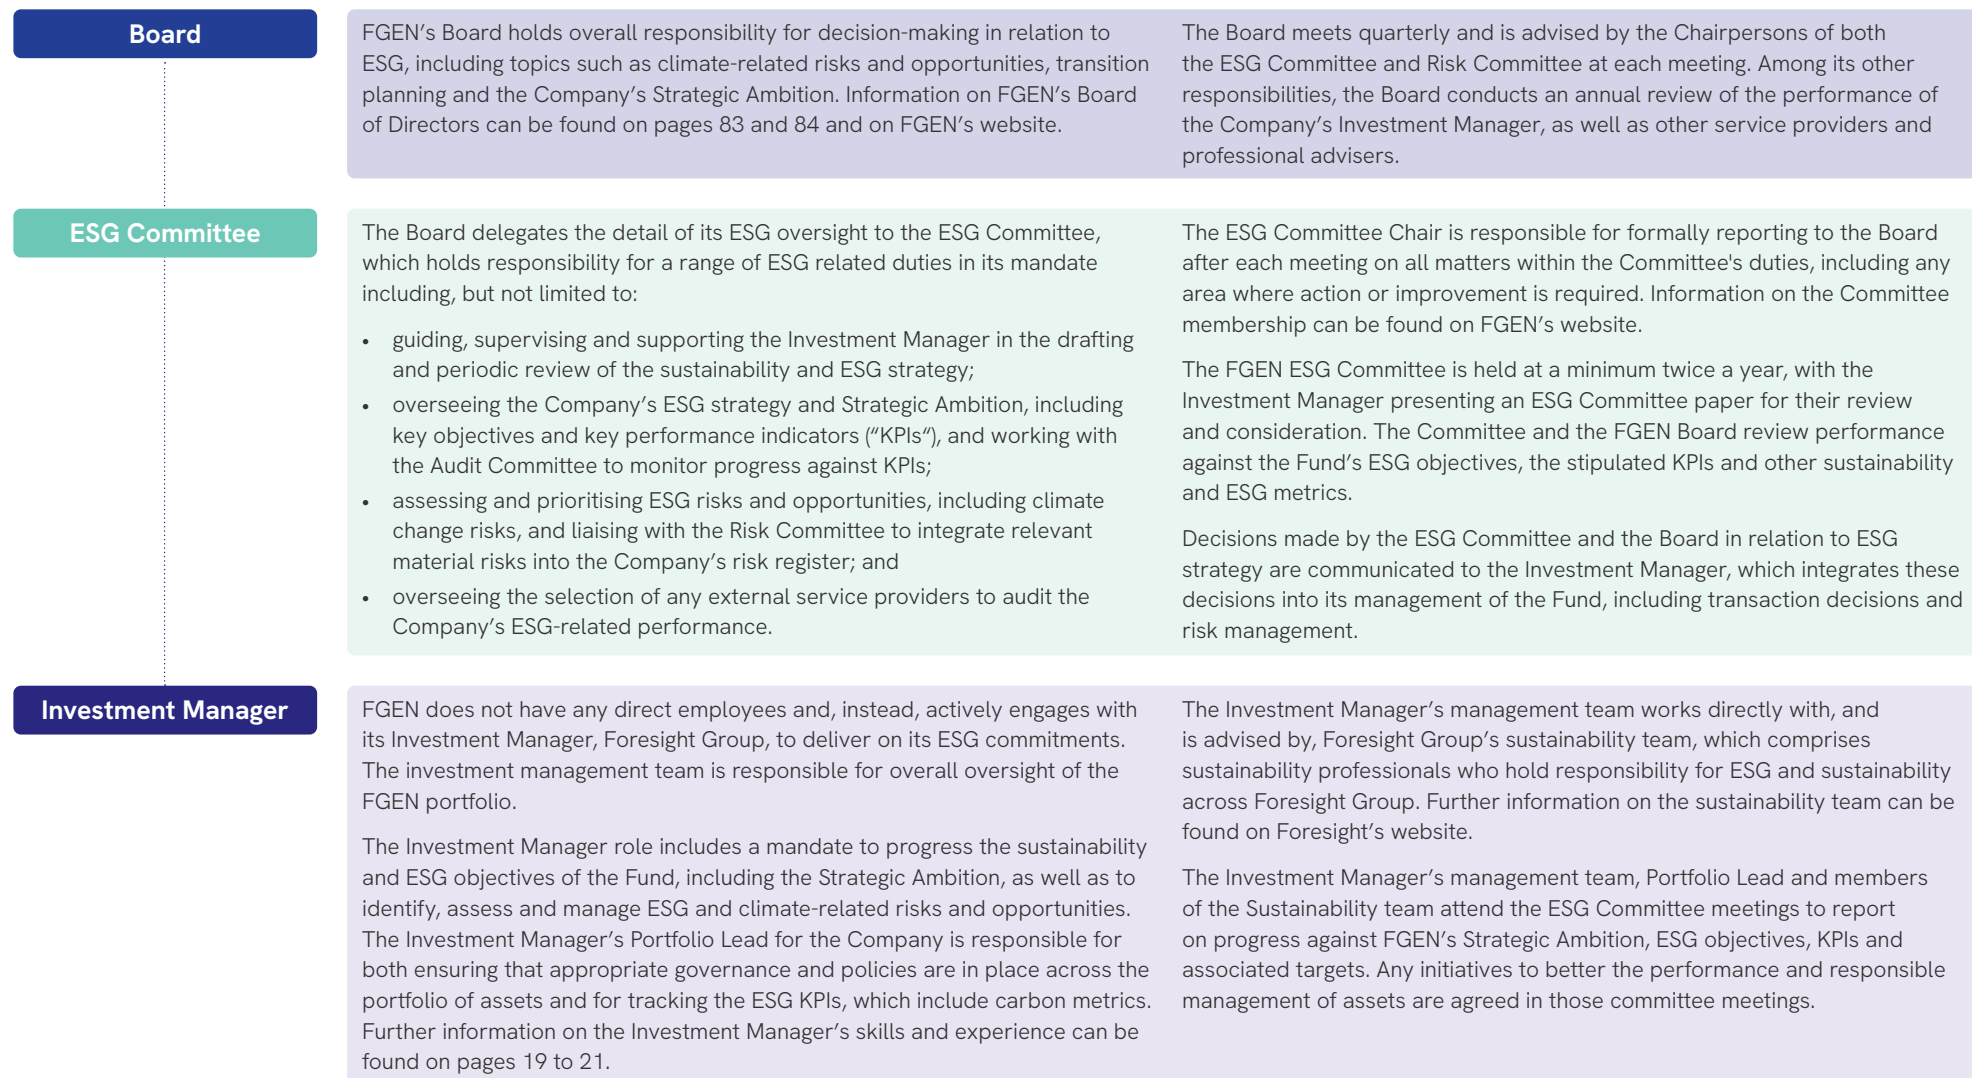 Board
FGEN’s Board holds overall responsibility for decision-making in relation to
ESG, including topics such as climate-related risks and opportunities, transition
planning and the Company’s Strategic Ambition. Information on FGEN’s Board
of Directors can be found on pages 83 and 84 and on FGEN’s website.
The Board meets quarterly and is advised by the Chairpersons of both
the ESG Committee and Risk Committee at each meeting. Among its other
responsibilities, the Board conducts an annual review of the performance of
the Company’s Investment Manager, as well as other service providers and
professional advisers.
ESG Committee
The Board delegates the detail of its ESG oversight to the ESG Committee,
which holds responsibility for a range of ESG related duties in its mandate
including, but not limited to:
• guiding, supervising and supporting the Investment Manager in the drafting
and periodic review of the sustainability and ESG strategy;
• overseeing the Company’s ESG strategy and Strategic Ambition, including
key objectives and key performance indicators (“KPIs“), and working with
the Audit Committee to monitor progress against KPIs;
• assessing and prioritising ESG risks and opportunities, including climate
change risks, and liaising with the Risk Committee to integrate relevant
material risks into the Company’s risk register; and
• overseeing the selection of any external service providers to audit the
Company’s ESG-related performance.
The ESG Committee Chair is responsible for formally reporting to the Board
after each meeting on all matters within the Committee's duties, including any
area where action or improvement is required. Information on the Committee
membership can be found on FGEN’s website.
The FGEN ESG Committee is held at a minimum twice a year, with the
Investment Manager presenting an ESG Committee paper for their review
and consideration. The Committee and the FGEN Board review performance
against the Fund’s ESG objectives, the stipulated KPIs and other sustainability
and ESG metrics.
Decisions made by the ESG Committee and the Board in relation to ESG
strategy are communicated to the Investment Manager, which integrates these
decisions into its management of the Fund, including transaction decisions and
risk management.
Investment Manager
FGEN does not have any direct employees and, instead, actively engages with
its Investment Manager, Foresight Group, to deliver on its ESG commitments.
The investment management team is responsible for overall oversight of the
FGEN portfolio.
The Investment Manager role includes a mandate to progress the sustainability
and ESG objectives of the Fund, including the Strategic Ambition, as well as to
identify, assess and manage ESG and climate-related risks and opportunities.
The Investment Manager’s Portfolio Lead for the Company is responsible for
both ensuring that appropriate governance and policies are in place across the
portfolio of assets and for tracking the ESG KPIs, which include carbon metrics.
Further information on the Investment Manager’s skills and experience can be
found on pages 19 to 21.
The Investment Manager’s management team works directly with, and
is advised by, Foresight Group’s sustainability team, which comprises
sustainability professionals who hold responsibility for ESG and sustainability
across Foresight Group. Further information on the sustainability team can be
found on Foresight’s website.
The Investment Manager’s management team, Portfolio Lead and members
of the Sustainability team attend the ESG Committee meetings to report
on progress against FGEN’s Strategic Ambition, ESG objectives, KPIs and
associated targets. Any initiatives to better the performance and responsible
management of assets are agreed in those committee meetings.